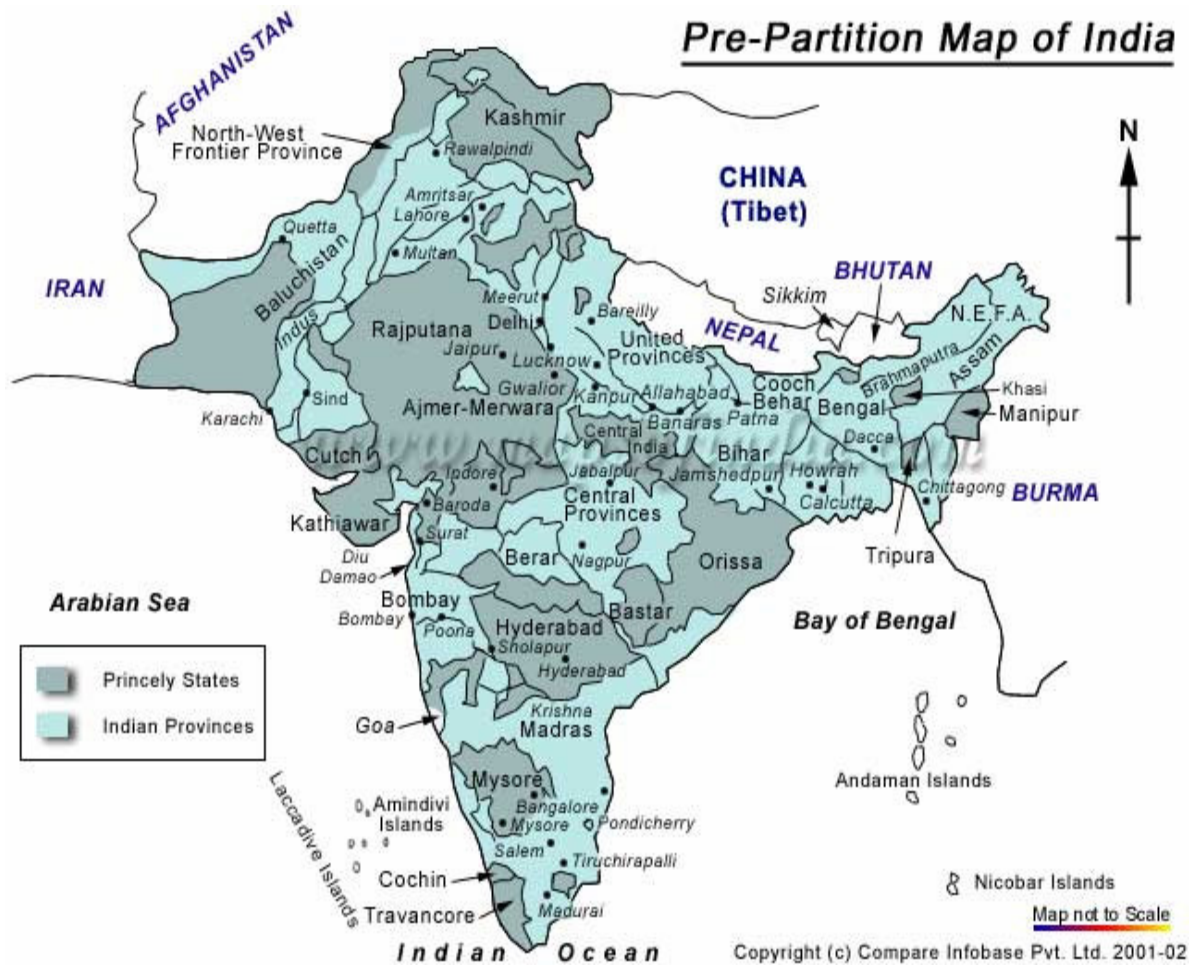 Pre-Partition Map of India
AFGHANISTAN
North-West
Frontier Province
Kashmir
Rawalpindi
N
CHINA
(Tibet)
Amritsar
Lahore
Quetta
Multan
Baluchistan
IRAN
BHUTAN
Sikkim
NEPAL
N.E.F.A.
Meerut
Delhi
Bareilly
Indus
Rajputana
Jaipur
Lucknow
United
Provinces
Gwalior
Brahmaputra
Assam
Cooch
Behar
Khasi
Sind
Karachi
Ajmer-Merwara
Kanpur
Allahabad
Banaras
Patna
Bengal
Manipur
Central
India
Dacca
Cutch
Bihar
Indore
Jabalpur
Jamshedpur
Howrah
Calcutta
Chittagong
BURMA
Kathiawar
Baroda
Central
Provinces
Surat
Berar
Nagpur
Orissa
Tripura
Diu
Damao
Arabian Sea
Bombay
Bombay
Poona
Bastar
Hyderabad
Sholapur
Hyderabad
Bay of Bengal
Princely States
Indian Provinces
Goa
Krishna
Madras
Andaman Islands
Laccadive Islands
Amindivi
Islands
Mysore
Bangalore
Mysore
Pondicherry
Salem
Tiruchirapalli
Cochin
Travancore
Madurai
Nicobar Islands
Map not to Scale
Indian Ocean
Copyright (c) Compare Infobase Pvt. Ltd. 2001-02